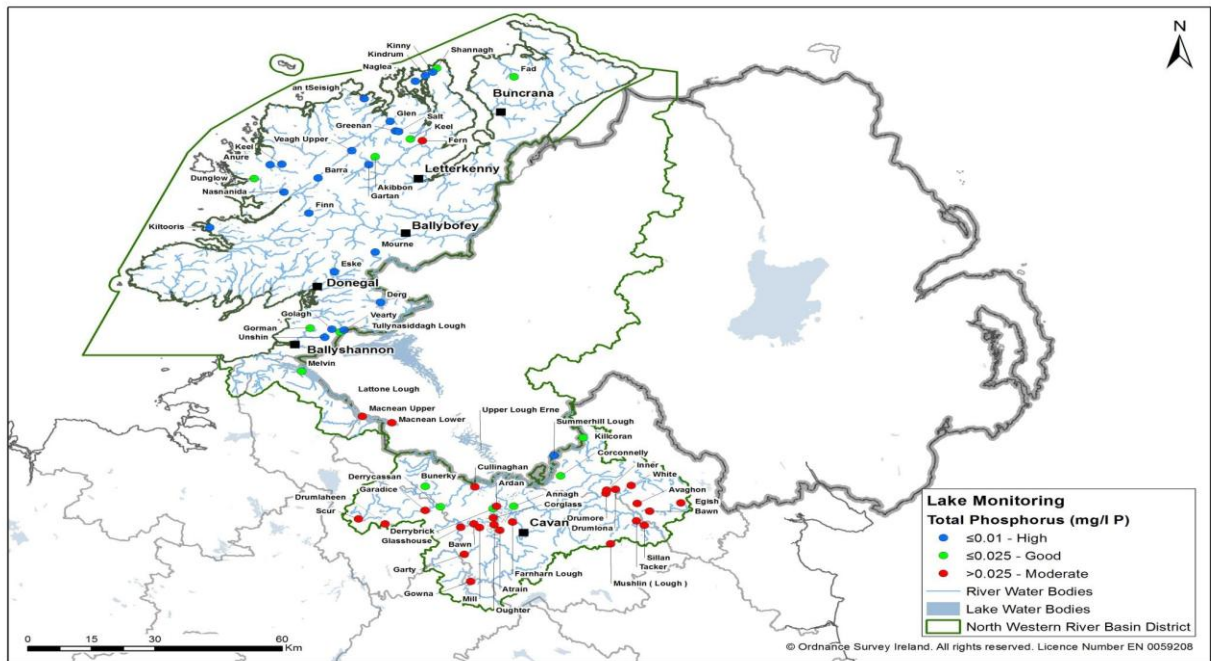 N
Kinny
Kindrum
Shannagh
Naglea
Fad
an tSeisigh
Buncrana
Glen
Salt
Greenan
Keel
Veagh Upper
Fern
Keel
Anure
Barra
Letterkenny
Dunglow
Akibbon
Nasnanida
Gartan
Finn
Kiltooris
Ballybofey
Mourne
Eske
Donegal
Derg
Golagh
Vearty
Gorman
Tullynasiddagh Lough
Unshin
Ballyshannon
Melvin
Lattone Lough
Macnean Upper
Upper Lough Erne
Macnean Lower
Summerhill Lough
Killcoran
Corconnelly
Cullinaghan
Inner
Derrycassan
Bunerky
White
Garadice
Ardan
Drumlaheen
Annagh
Avaghon
Scur
Corglass
Egish
Derrybrick
Drumore
Bawn
Glasshouse
Cavan
Drumlona
Bawn
Sillan
Garty
Tacker
Farnharn Lough
Gowna
Atrain
Mushlin ( Lough )
Mill
Oughter
Lake Monitoring
Total Phosphorus (mg/l P)
≤0.01 - High
≤0.025 - Good
>0.025 - Moderate
River Water Bodies
Lake Water Bodies
North Western River Basin District
0 15 30 60
Km
© Ordnance Survey Ireland. All rights reserved. Licence Number EN 0059208